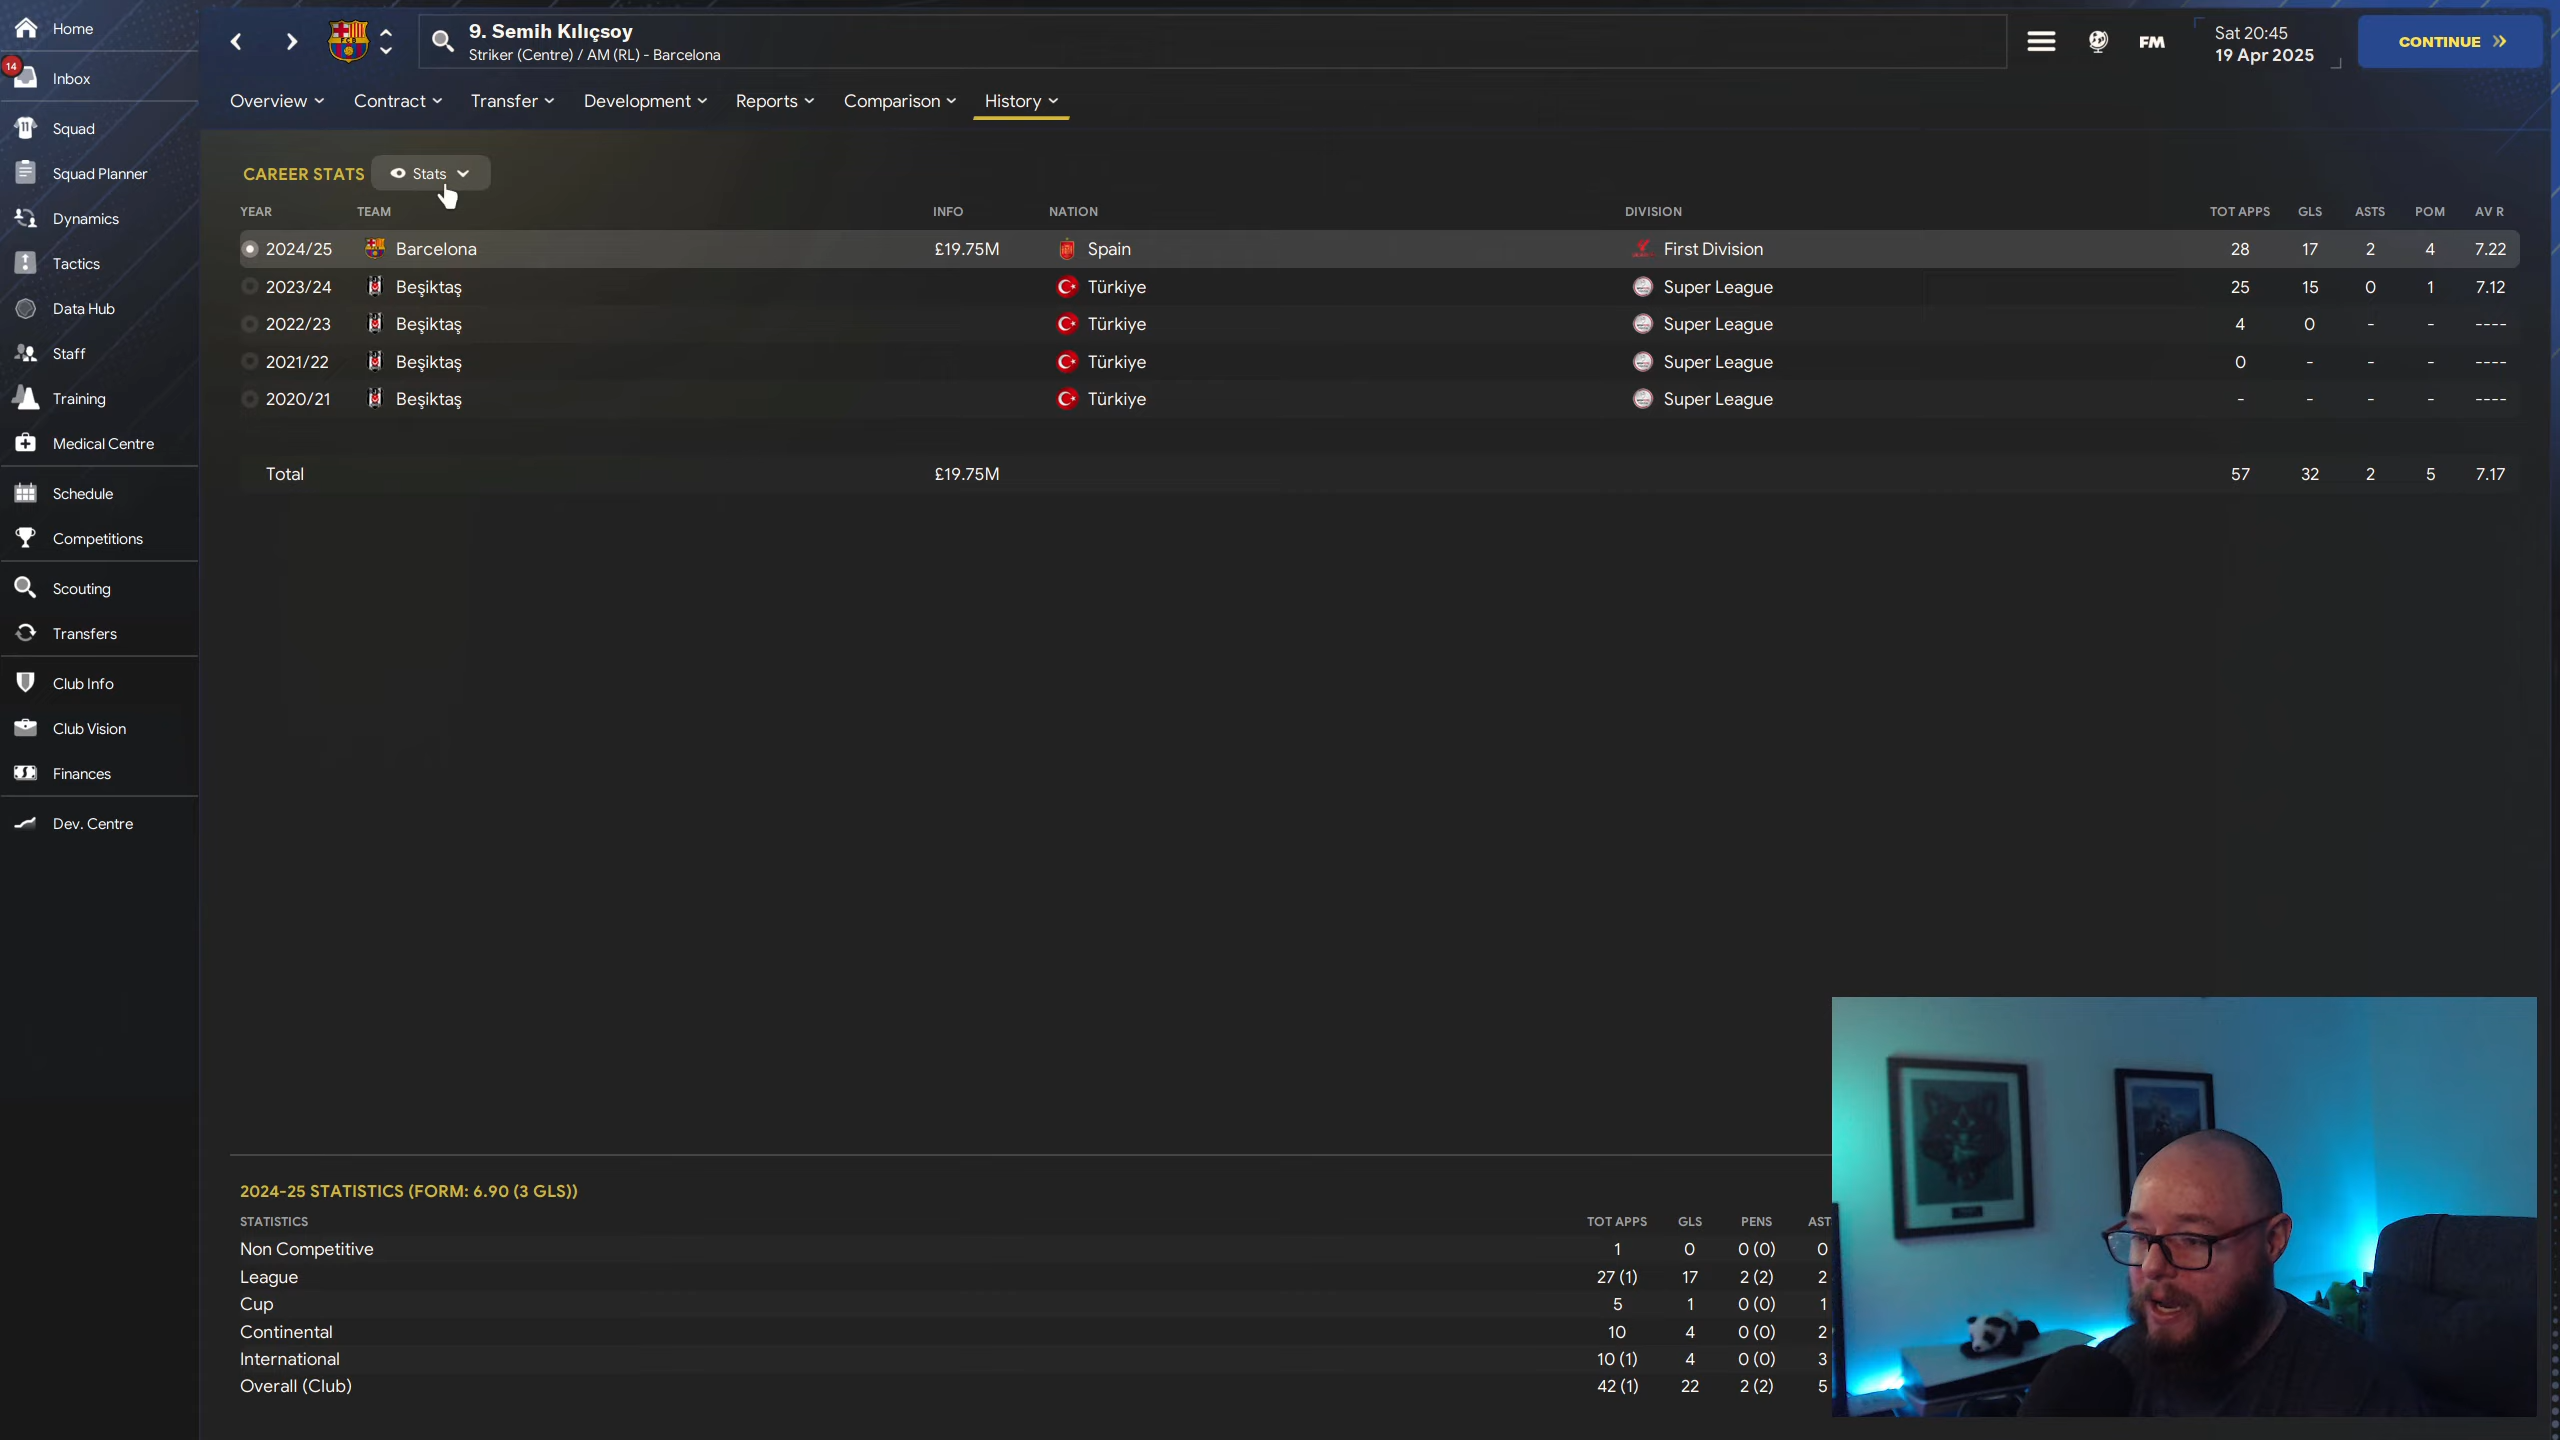 Home
14
Inbox
Squad
Squad Planner
Dynamics
Tactics
Data Hub
Staff
Training
Medical Centre
Schedule
Competitions
Scouting
Transfers
Club Info
Club Vision
Finances
Dev. Centre
9. Semih Kılıçsoy
Striker (Centre) / AM (RL) - Barcelona
FM
Sat 20:45
19 Apr 2025
CONTINUE
Overview Contract Transfer Development Reports Comparison History
CAREER STATS Stats
YEAR TEAM INFO NATION DIVISION TOT APPS GLS ASTS POM AV R
2024/25 Barcelona £19.75M Spain First Division 28 17 2 4 7.22
2023/24 Beşiktaş Türkiye Super League 25 15 0 1 7.12
2022/23 Beşiktaş Türkiye Super League 4 0 - - ----
2021/22 Beşiktaş Türkiye Super League 0 - - - ----
2020/21 Beşiktaş Türkiye Super League - - - - ----
Total £19.75M 57 32 2 5 7.17
2024-25 STATISTICS (FORM: 6.90 (3 GLS))
STATISTICS TOT APPS GLS PENS AST
Non Competitive 1 0 0 (0) 0
League 27 (1) 17 2 (2) 2
Cup 5 1 0 (0) 1
Continental 10 4 0 (0) 2
International 10 (1) 4 0 (0) 3
Overall (Club) 42 (1) 22 2 (2) 5